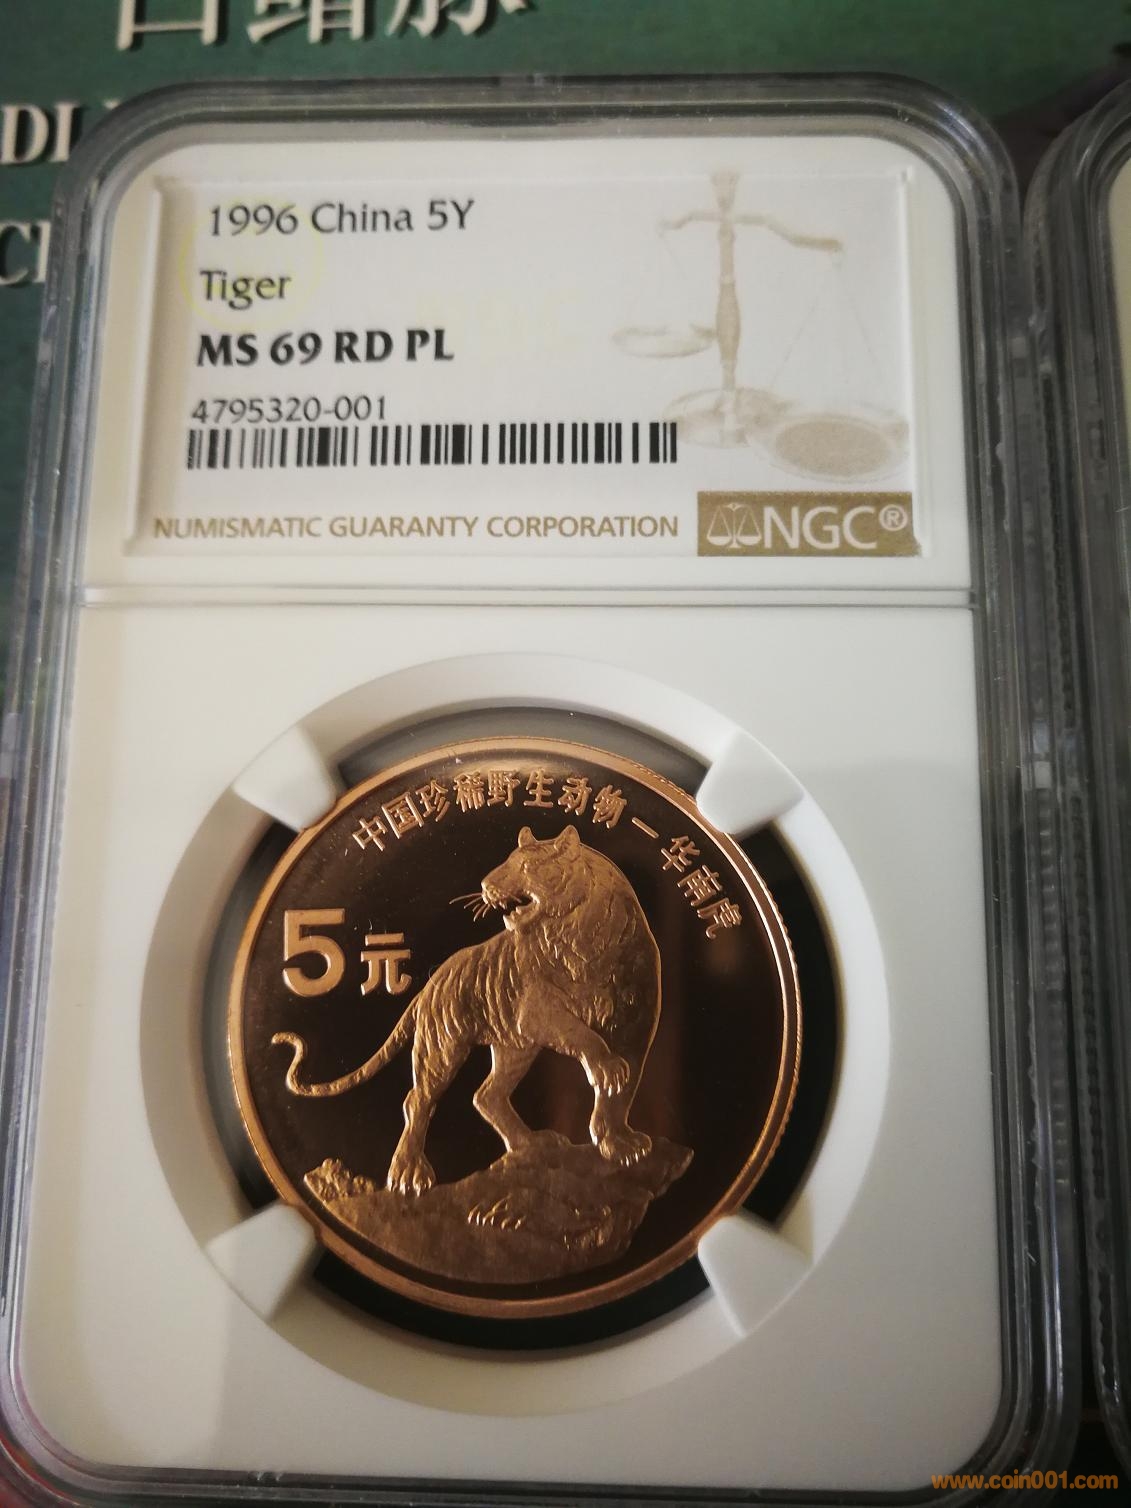 DI
1996 China 5Y
Tiger
MS 69 RD PL
4795320-001
NUMISMATIC GUARANTY CORPORATION
NGC®
中国珍稀野生动物－华南虎
5元
www.coin001.com